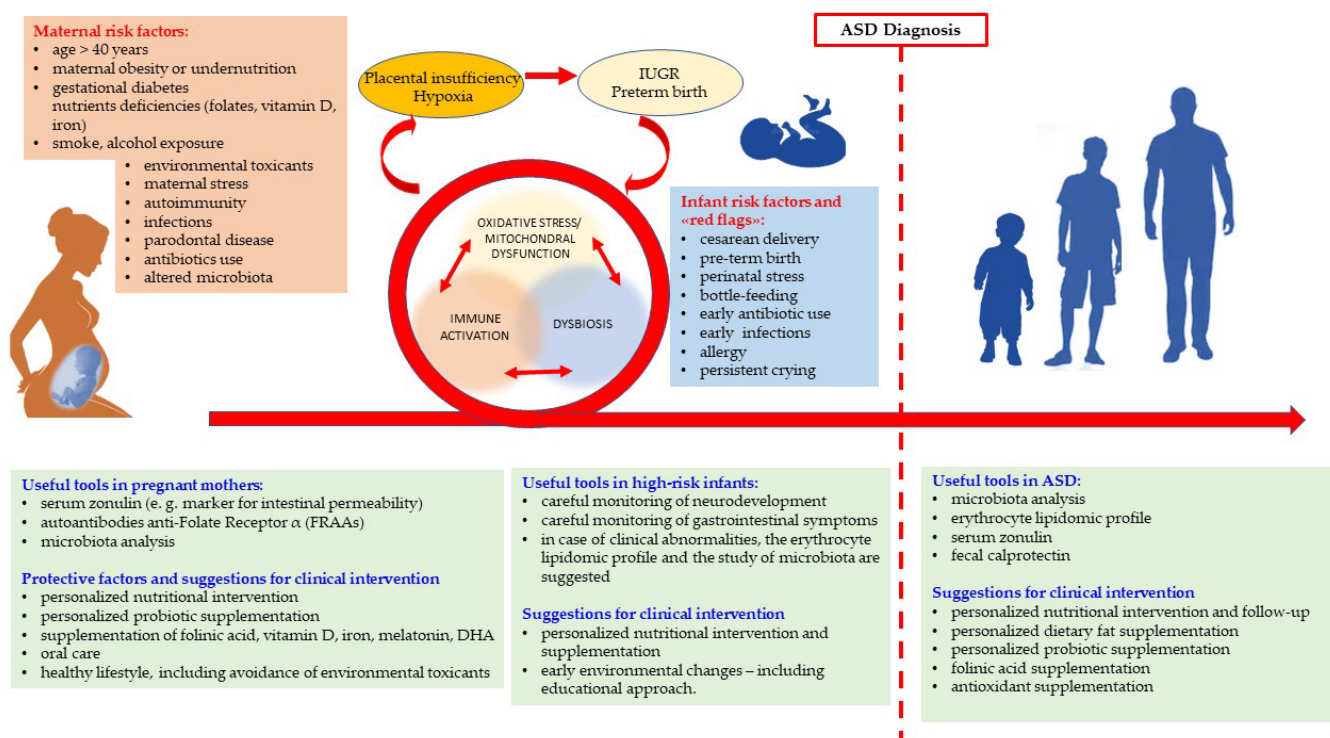 Maternal risk factors:
• age > 40 years
• maternal obesity or undernutrition
• gestational diabetes
nutrients deficiencies (folates, vitamin D,
iron)
• smoke, alcohol exposure
• environmental toxicants
• maternal stress
• autoimmunity
• infections
• parodontal disease
• antibiotics use
• altered microbiota
Placental insufficiency
Hypoxia
IUGR
Preterm birth
ASD Diagnosis
OXIDATIVE STRESS/
MITOCHONDRAL
DYSFUNCTION
IMMUNE
ACTIVATION
DYSBIOSIS
Infant risk factors and
«red flags»:
• cesarean delivery
• pre-term birth
• perinatal stress
• bottle-feeding
• early antibiotic use
• early infections
• allergy
• persistent crying
Useful tools in pregnant mothers:
• serum zonulin (e. g. marker for intestinal permeability)
• autoantibodies anti-Folate Receptor α (FRAAs)
• microbiota analysis
Protective factors and suggestions for clinical intervention
• personalized nutritional intervention
• personalized probiotic supplementation
• supplementation of folinic acid, vitamin D, iron, melatonin, DHA
• oral care
• healthy lifestyle, including avoidance of environmental toxicants
Useful tools in high-risk infants:
• careful monitoring of neurodevelopment
• careful monitoring of gastrointestinal symptoms
• in case of clinical abnormalities, the erythrocyte
lipidomic profile and the study of microbiota are
suggested
Suggestions for clinical intervention
• personalized nutritional intervention and
supplementation
• early environmental changes – including
educational approach.
Useful tools in ASD:
• microbiota analysis
• erythrocyte lipidomic profile
• serum zonulin
• fecal calprotectin
Suggestions for clinical intervention
• personalized nutritional intervention and follow-up
• personalized dietary fat supplementation
• personalized probiotic supplementation
• folinic acid supplementation
• antioxidant supplementation